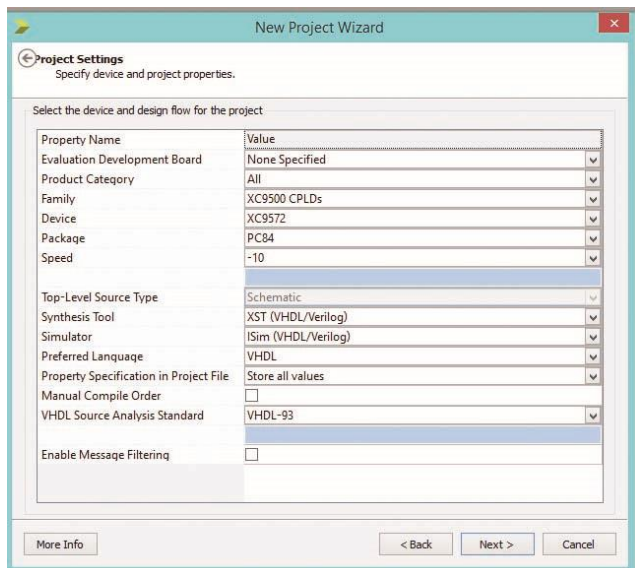 New Project Wizard
Project Settings
Specify device and project properties.
Select the device and design flow for the project
Property Name Value
Evaluation Development Board None Specified
Product Category All
Family XC9500 CPLDs
Device XC9572
Package PC84
Speed -10
Top-Level Source Type Schematic
Synthesis Tool XST (VHDL/Verilog)
Simulator ISim (VHDL/Verilog)
Preferred Language VHDL
Property Specification in Project File Store all values
Manual Compile Order
VHDL Source Analysis Standard VHDL-93
Enable Message Filtering
More Info < Back Next > Cancel